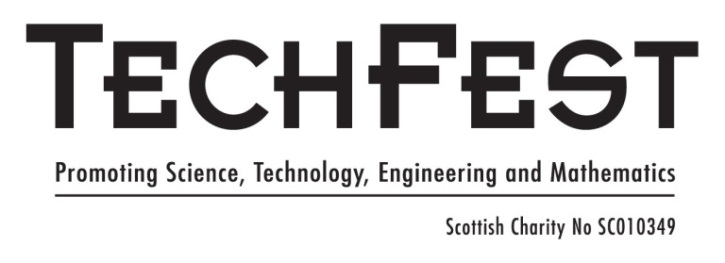 TECHFEST
Promoting Science, Technology, Engineering and Mathematics
Scottish Charity No SC010349